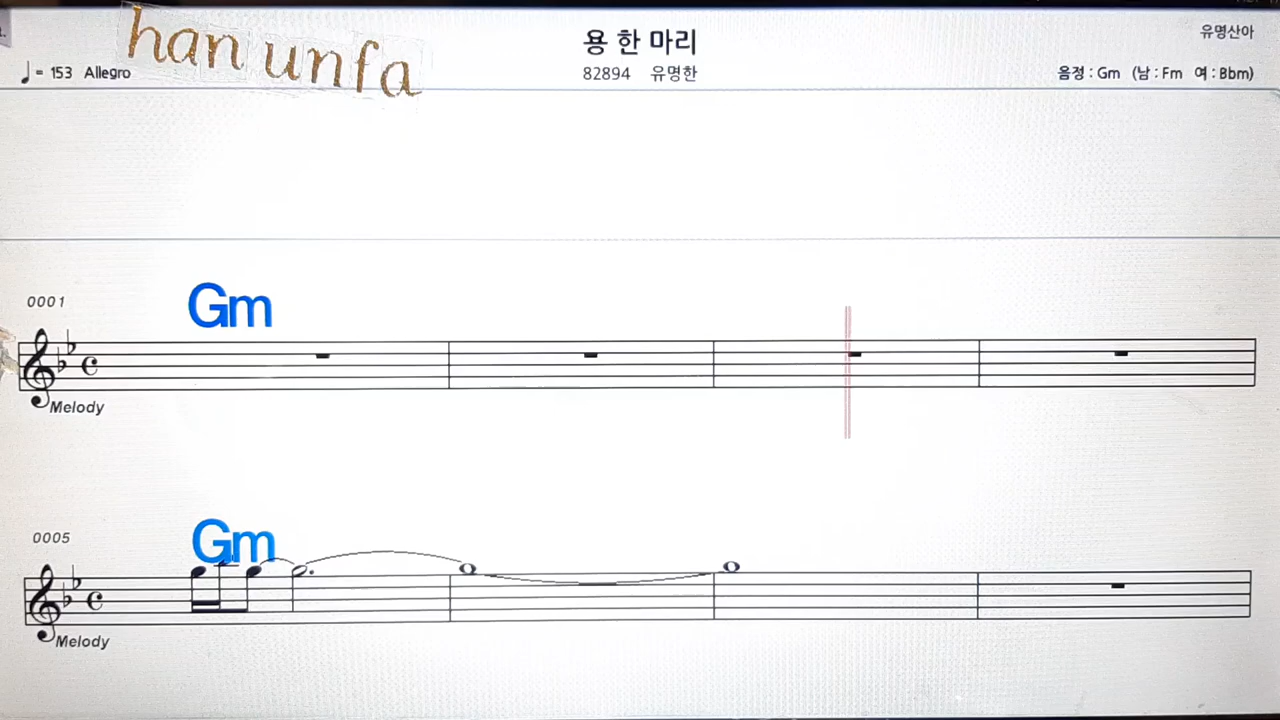 han unfa
용 한 마리
유명산아
♩= 153 Allegro
82894 유명한
음정 : Gm (남 : Fm 여 : Bbm)
0001
Gm
Melody
0005
Gm
Melody